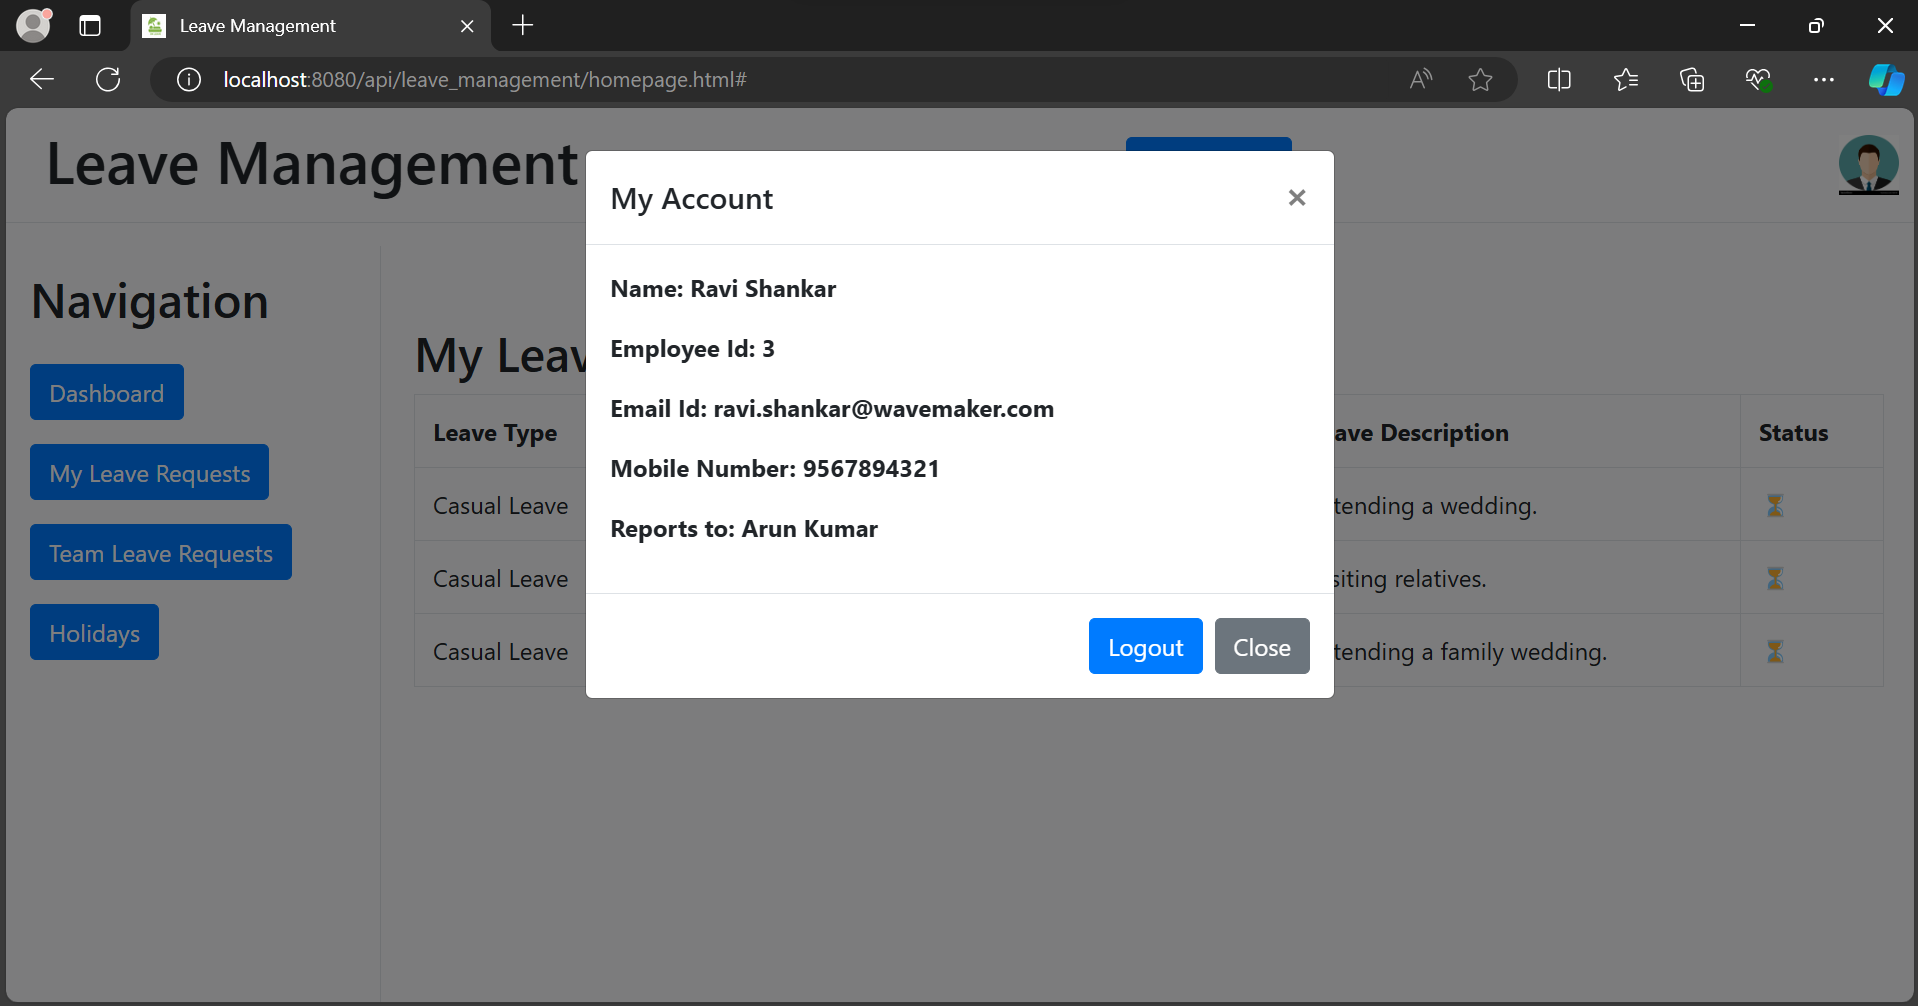 Leave Management
localhost:8080/api/leave_management/homepage.html#
Leave Management
My Account
×
Name: Ravi Shankar
Employee Id: 3
Email Id: ravi.shankar@wavemaker.com
Mobile Number: 9567894321
Reports to: Arun Kumar
Logout Close
Navigation
Dashboard
My Leave Requests
Team Leave Requests
Holidays
My Leav
Leave Type ave Description Status
Casual Leave tending a wedding.
Casual Leave siting relatives.
Casual Leave tending a family wedding.